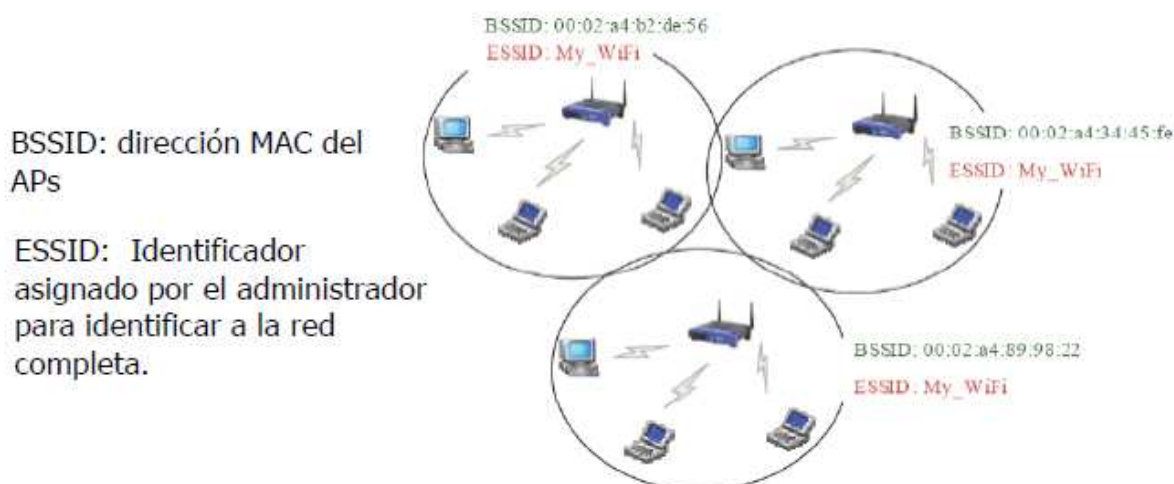 BSSID: 00:02:a4:b2:de:56
ESSID: My_WiFi
BSSID: dirección MAC del
APs
ESSID: Identificador
asignado por el administrador
para identificar a la red
completa.
BSSID: 00:02:a4:34:45:fe
ESSID: My_WiFi
BSSID: 00:02:a4:89:98:22
ESSID: My_WiFi